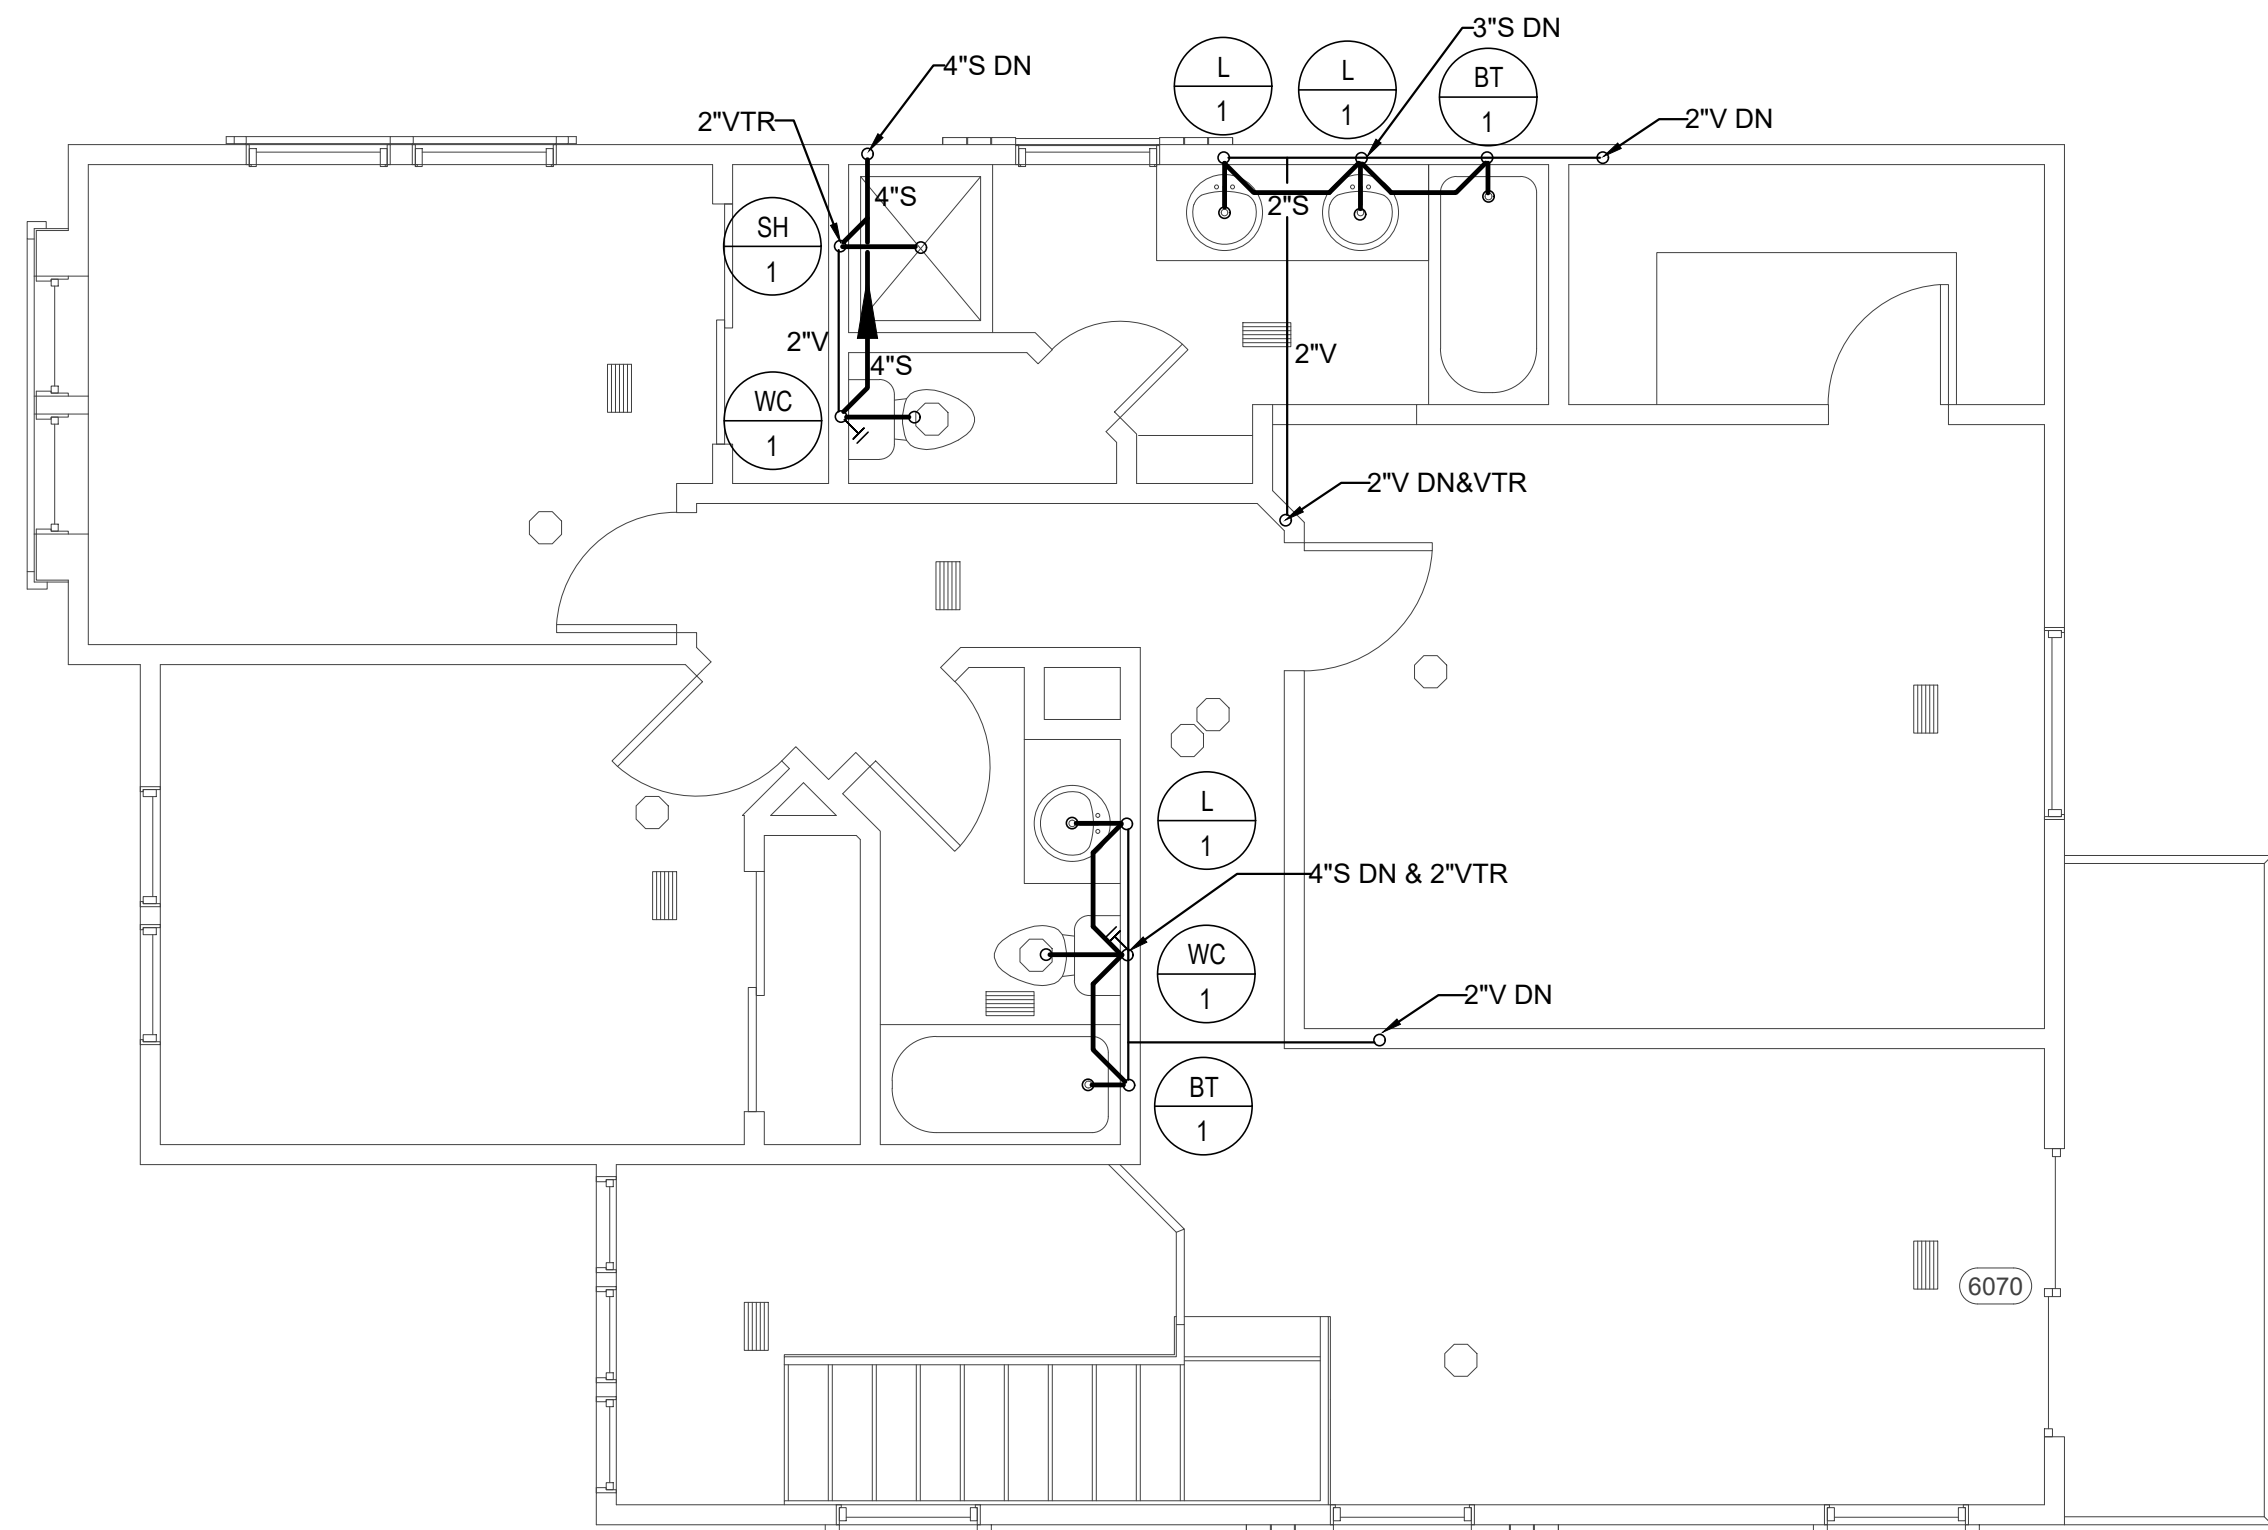 3"S DN
4"S DN
L
1
L
1
BT
1
2"VTR
2"V DN
4"S
2"S
SH
1
2"V
2"V
4"S
WC
1
2"V DN&VTR
L
1
4"S DN & 2"VTR
WC
1
2"V DN
BT
1
6070